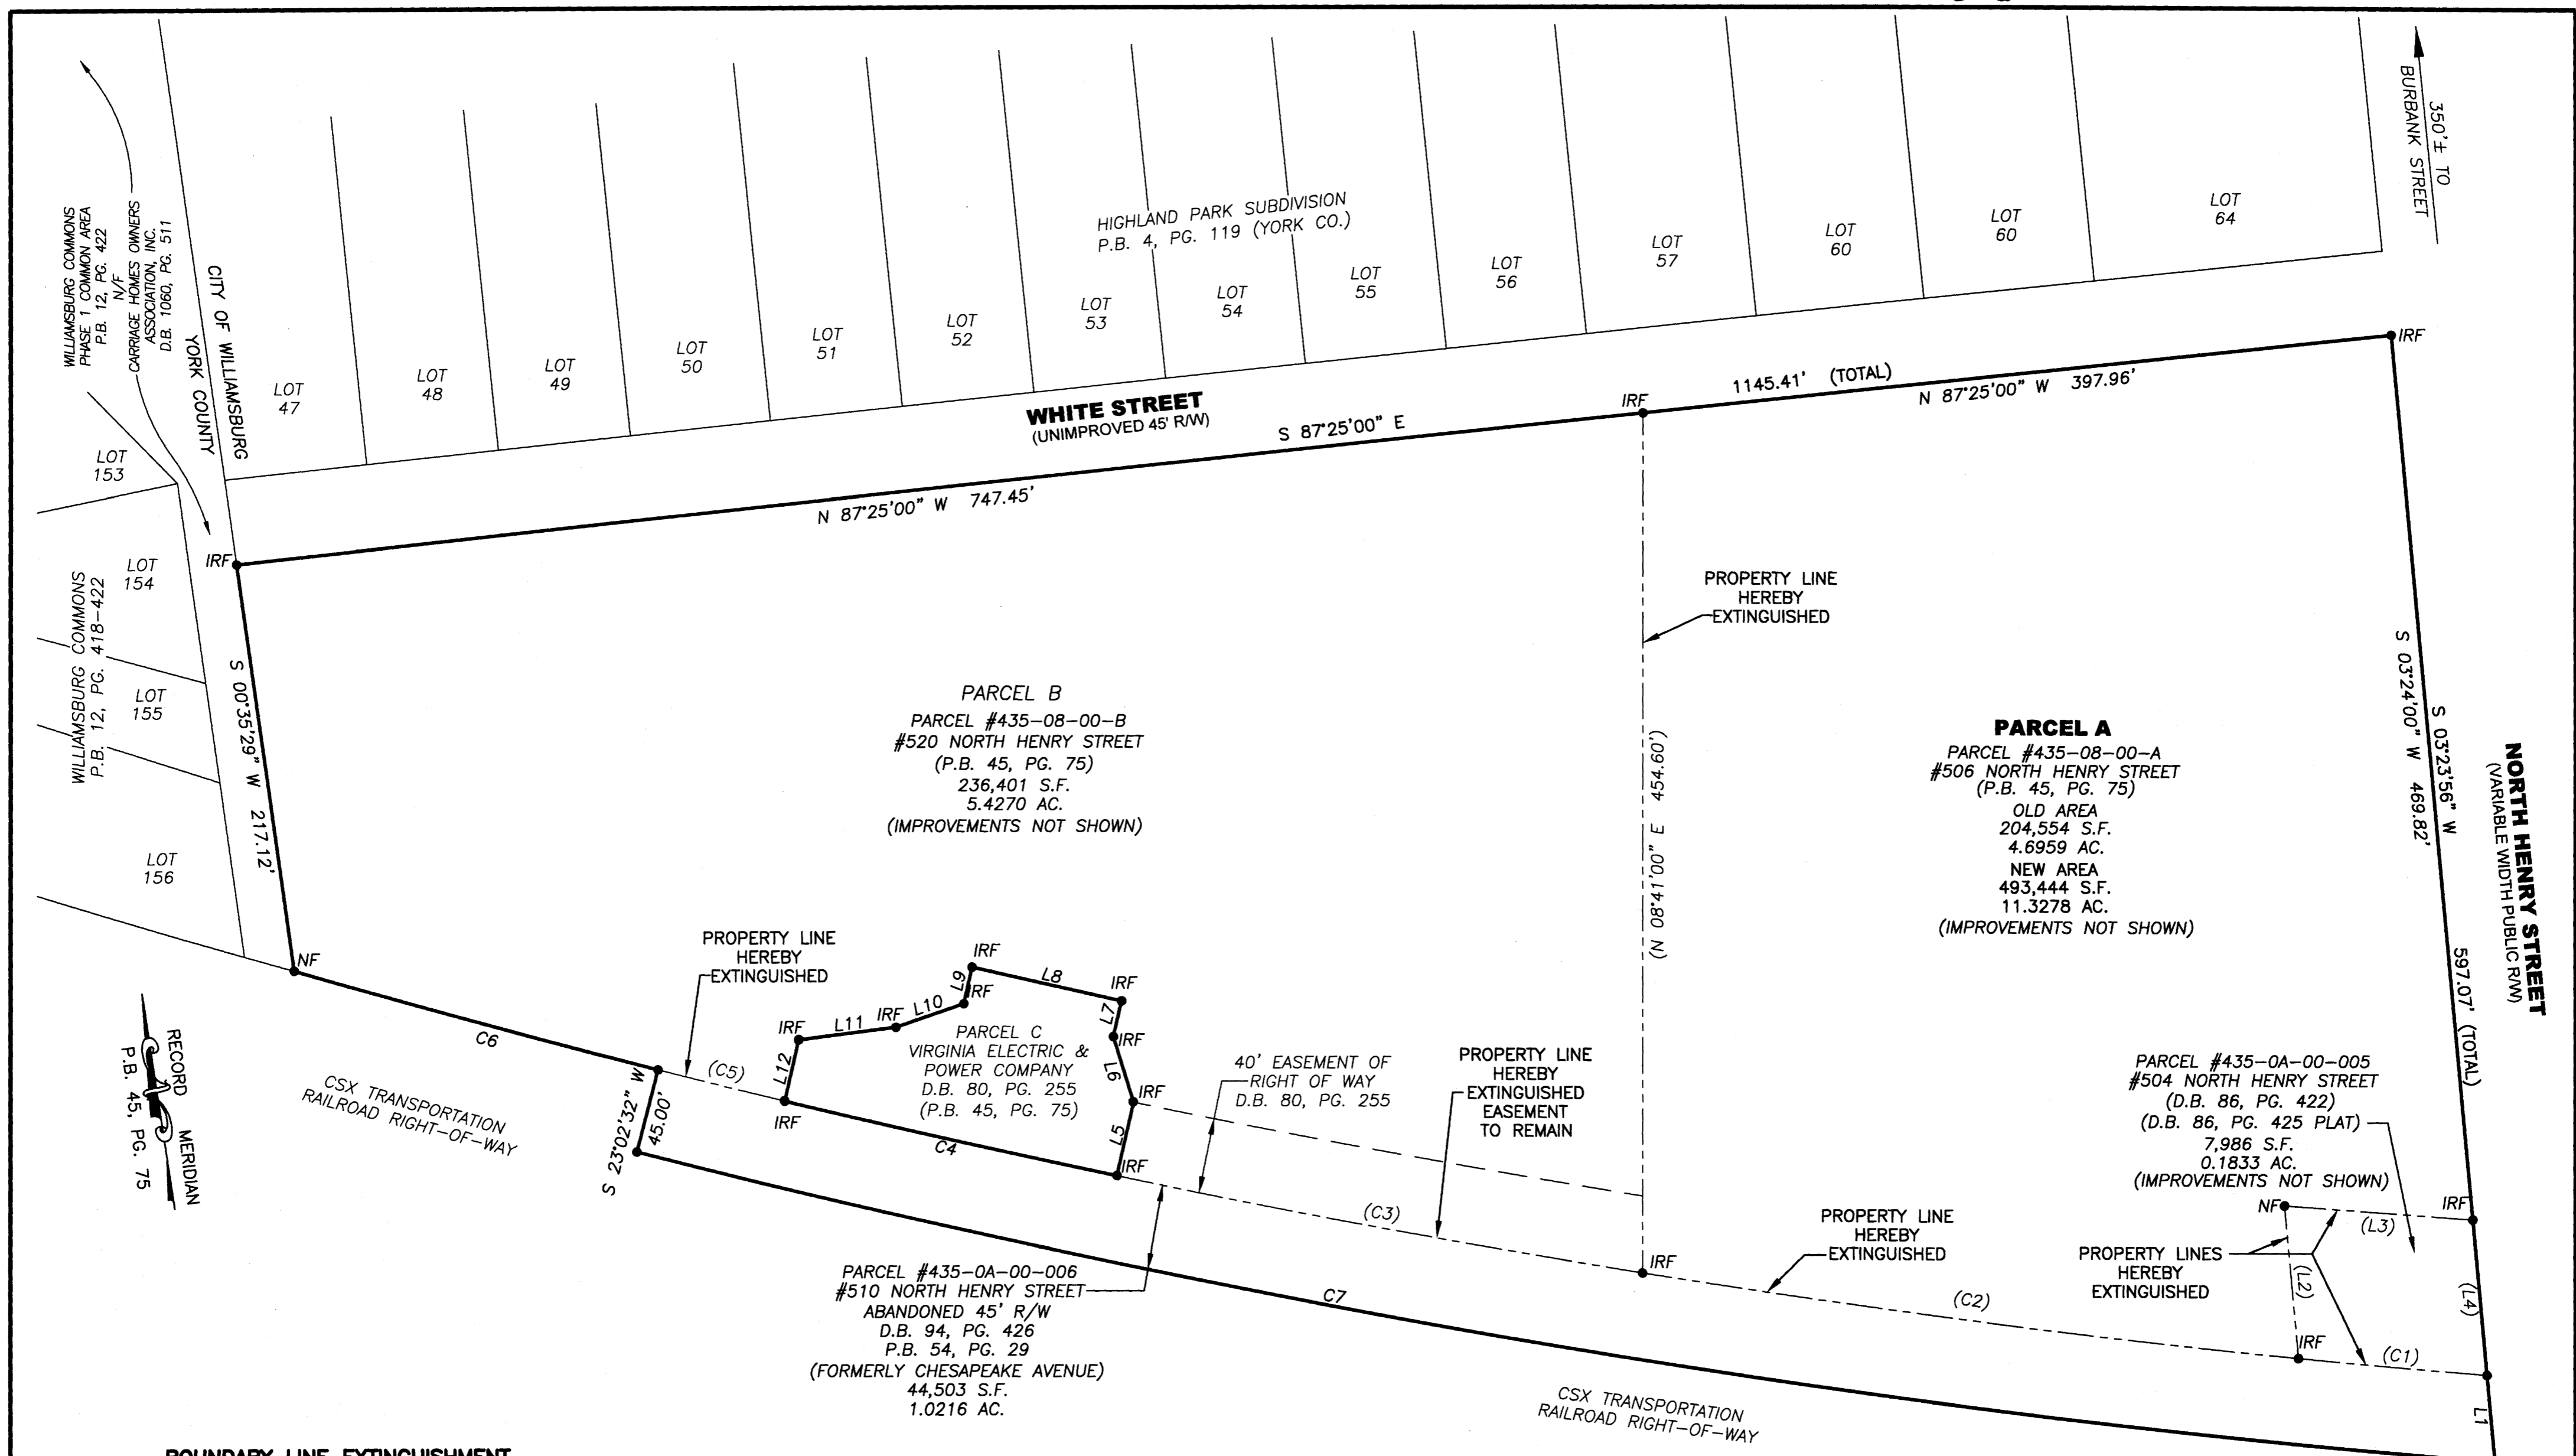 350'± TO
BURBANK STREET
WILLIAMSBURG COMMONS
PHASE 1 COMMON AREA
P.B. 12, PG. 422
N/F
CARRIAGE HOMES OWNERS
ASSOCIATION, INC.
D.B. 1060, PG. 511
CITY OF WILLIAMSBURG
YORK COUNTY
HIGHLAND PARK SUBDIVISION
P.B. 4, PG. 119 (YORK CO.)
LOT
47
LOT
48
LOT
49
LOT
50
LOT
51
LOT
52
LOT
53
LOT
54
LOT
55
LOT
56
LOT
57
LOT
60
LOT
60
LOT
64
WHITE STREET
(UNIMPROVED 45' R/W)
S 87°25'00" E
1145.41' (TOTAL)
N 87°25'00" W 397.96'
N 87°25'00" W 747.45'
IRF
IRF
IRF
LOT
153
LOT
154
LOT
155
LOT
156
WILLIAMSBURG COMMONS
P.B. 12, PG. 418-422
S 00°35'29" W 217.12'
NF
PARCEL B
PARCEL #435-08-00-B
#520 NORTH HENRY STREET
(P.B. 45, PG. 75)
236,401 S.F.
5.4270 AC.
(IMPROVEMENTS NOT SHOWN)
PROPERTY LINE
HEREBY
EXTINGUISHED
(N 08°41'00" E 454.60')
PARCEL A
PARCEL #435-08-00-A
#506 NORTH HENRY STREET
(P.B. 45, PG. 75)
OLD AREA
204,554 S.F.
4.6959 AC.
NEW AREA
493,444 S.F.
11.3278 AC.
(IMPROVEMENTS NOT SHOWN)
S 03°24'00" W 469.82'
S 03°23'56" W
597.07' (TOTAL)
NORTH HENRY STREET
(VARIABLE WIDTH PUBLIC R/W)
PROPERTY LINE
HEREBY
EXTINGUISHED
C6
(C5)
S 23°02'32" W
45.00'
CSX TRANSPORTATION
RAILROAD RIGHT-OF-WAY
RECORD MERIDIAN
P.B. 45, PG. 75
IRF
L9
L8
IRF
IRF
L10
L7
IRF
L11
IRF
IRF
L12
L6
IRF
PARCEL C
VIRGINIA ELECTRIC &
POWER COMPANY
D.B. 80, PG. 255
(P.B. 45, PG. 75)
IRF
C4
L5
IRF
40' EASEMENT OF
RIGHT OF WAY
D.B. 80, PG. 255
PROPERTY LINE
HEREBY
EXTINGUISHED
EASEMENT
TO REMAIN
(C3)
PARCEL #435-0A-00-006
#510 NORTH HENRY STREET
ABANDONED 45' R/W
D.B. 94, PG. 426
P.B. 54, PG. 29
(FORMERLY CHESAPEAKE AVENUE)
44,503 S.F.
1.0216 AC.
C7
IRF
PROPERTY LINE
HEREBY
EXTINGUISHED
(C2)
PARCEL #435-0A-00-005
#504 NORTH HENRY STREET
(D.B. 86, PG. 422)
(D.B. 86, PG. 425 PLAT)
7,986 S.F.
0.1833 AC.
(IMPROVEMENTS NOT SHOWN)
NF
(L3)
IRF
PROPERTY LINES
HEREBY
EXTINGUISHED
(L2)
(L4)
IRF
(C1)
L1
CSX TRANSPORTATION
RAILROAD RIGHT-OF-WAY
BOUNDARY LINE EXTINGUISHMENT